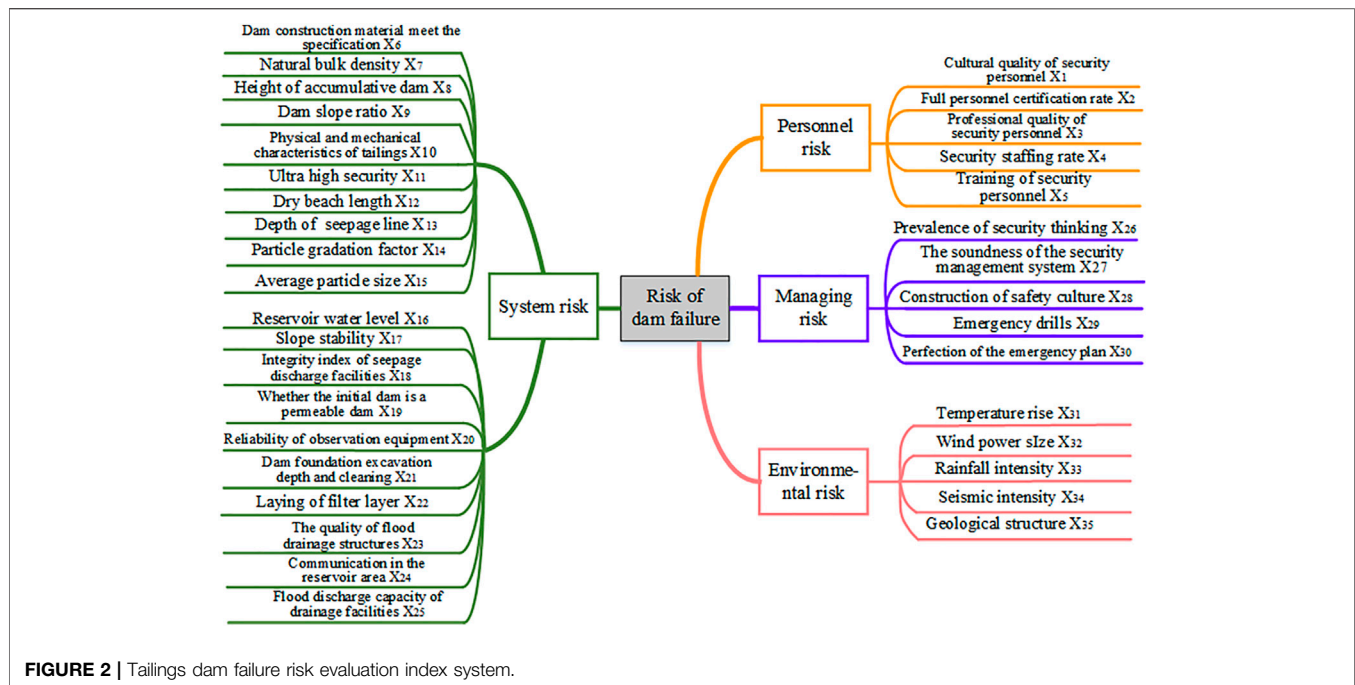 Dam construction material meet the
specification X6
Natural bulk density X7
Height of accumulative dam X8
Dam slope ratio X9
Physical and mechanical
characteristics of tailings X10
Ultra high security X11
Dry beach length X12
Depth of seepage line X13
Particle gradation factor X14
Average particle size X15
Reservoir water level X16
Slope stability X17
Integrity index of seepage
discharge facilities X18
Whether the initial dam is a
permeable dam X19
Reliability of observation equipment X20
Dam foundation excavation
depth and cleaning X21
Laying of filter layer X22
The quality of flood
drainage structures X23
Communication in the
reservoir area X24
Flood discharge capacity of
drainage facilities X25
System risk
Risk of
dam failure
Personnel
risk
Cultural quality of security
personnel X1
Full personnel certification rate X2
Professional quality of
security personnel X3
Security staffing rate X4
Training of security
personnel X5
Managing
risk
Prevalence of security thinking X26
The soundness of the security
management system X27
Construction of safety culture X28
Emergency drills X29
Perfection of the emergency plan X30
Environme-
ntal risk
Temperature rise X31
Wind power sIze X32
Rainfall intensity X33
Seismic intensity X34
Geological structure X35
FIGURE 2 | Tailings dam failure risk evaluation index system.